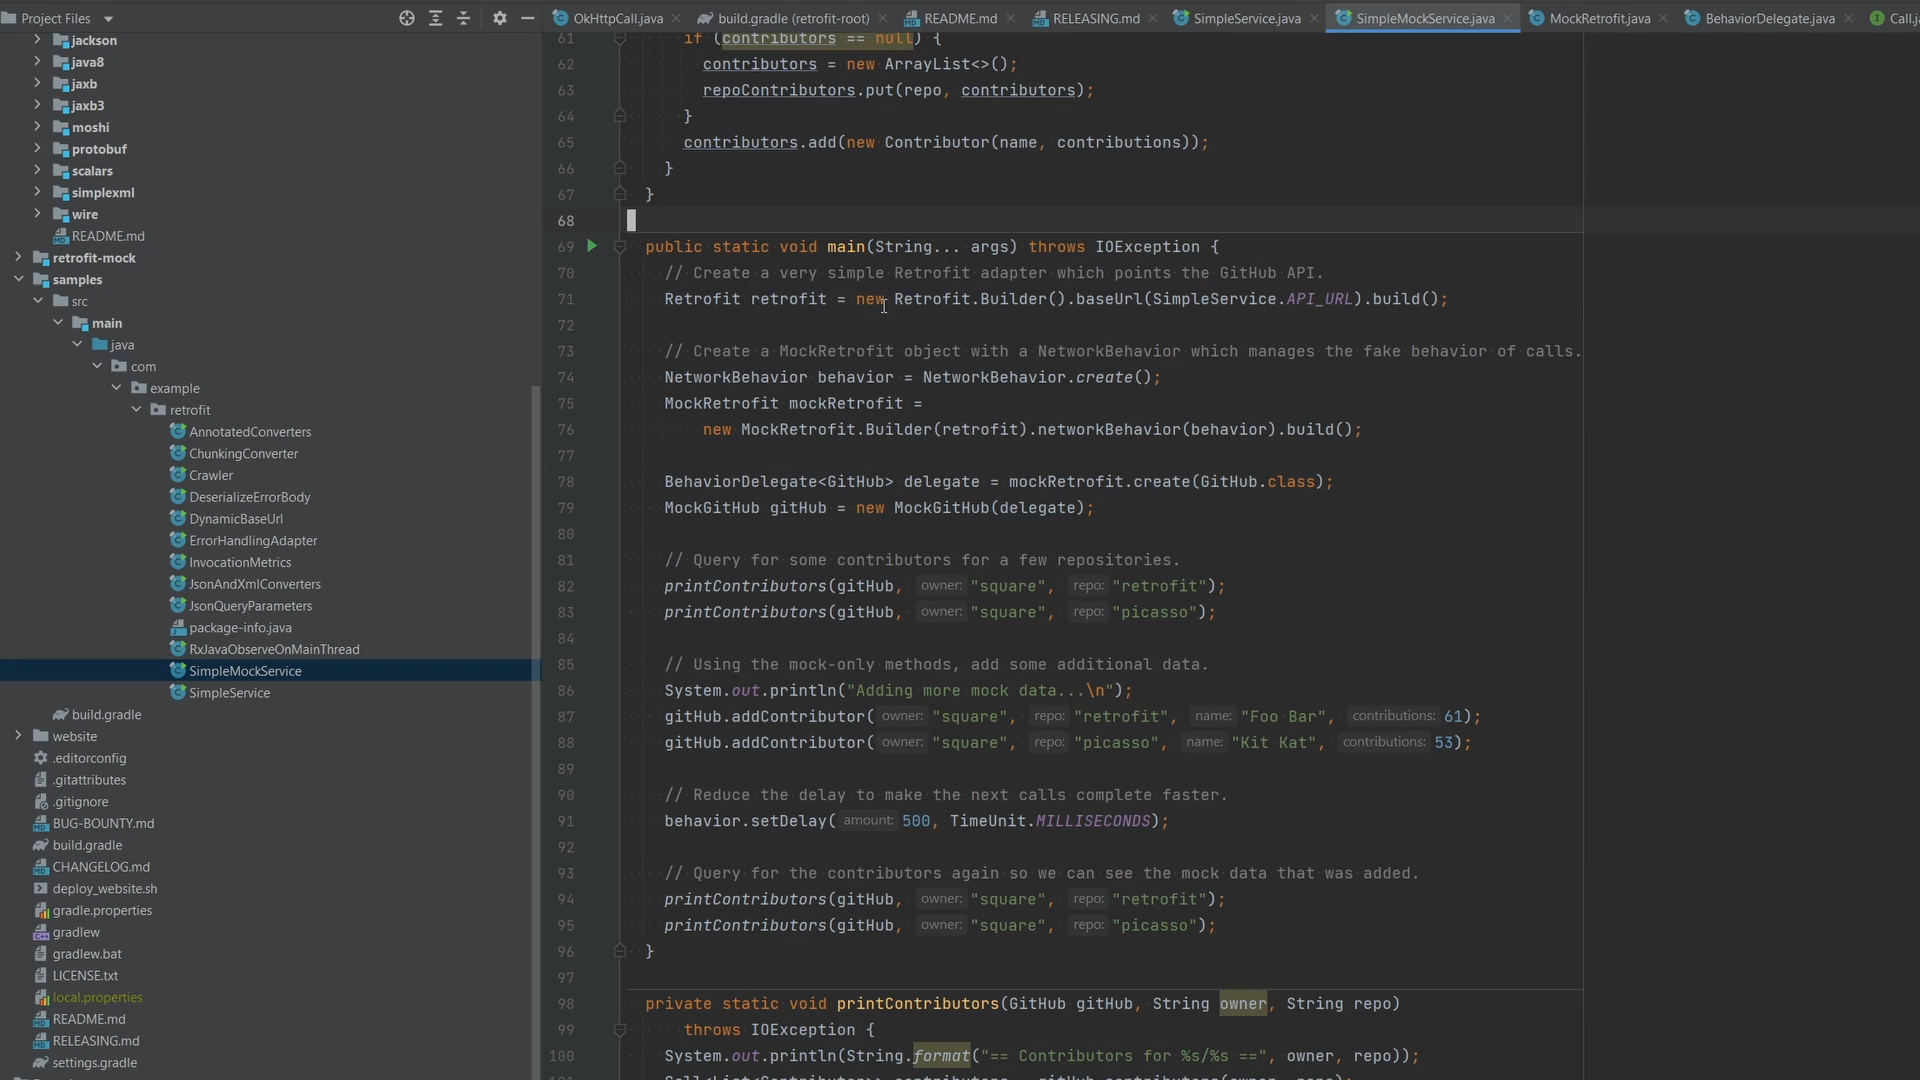 Project Files
jackson
java8
jaxb
jaxb3
moshi
protobuf
scalars
simplexml
wire
README.md
retrofit-mock
samples
src
main
java
com
example
retrofit
AnnotatedConverters
ChunkingConverter
Crawler
DeserializeErrorBody
DynamicBaseUrl
ErrorHandlingAdapter
InvocationMetrics
JsonAndXmlConverters
JsonQueryParameters
package-info.java
RxJavaObserveOnMainThread
SimpleMockService
SimpleService
build.gradle
website
.editorconfig
.gitattributes
.gitignore
BUG-BOUNTY.md
build.gradle
CHANGELOG.md
deploy_website.sh
gradle.properties
gradlew
gradlew.bat
LICENSE.txt
local.properties
README.md
RELEASING.md
settings.gradle
OkHttpCall.java build.gradle (retrofit-root) README.md RELEASING.md SimpleService.java SimpleMockService.java MockRetrofit.java BehaviorDelegate.java
61 if (contributors == null) {
62 contributors = new ArrayList<>();
63 repoContributors.put(repo, contributors);
64 }
65 contributors.add(new Contributor(name, contributions));
66 }
67 }
68
69 public static void main(String... args) throws IOException {
70 // Create a very simple Retrofit adapter which points the GitHub API.
71 Retrofit retrofit = new Retrofit.Builder().baseUrl(SimpleService.API_URL).build();
72
73 // Create a MockRetrofit object with a NetworkBehavior which manages the fake behavior of calls.
74 NetworkBehavior behavior = NetworkBehavior.create();
75 MockRetrofit mockRetrofit =
76 new MockRetrofit.Builder(retrofit).networkBehavior(behavior).build();
77
78 BehaviorDelegate<GitHub> delegate = mockRetrofit.create(GitHub.class);
79 MockGitHub gitHub = new MockGitHub(delegate);
80
81 // Query for some contributors for a few repositories.
82 printContributors(gitHub, owner: "square", repo: "retrofit");
83 printContributors(gitHub, owner: "square", repo: "picasso");
84
85 // Using the mock-only methods, add some additional data.
86 System.out.println("Adding more mock data...\n");
87 gitHub.addContributor( owner: "square", repo: "retrofit", name: "Foo Bar", contributions: 61);
88 gitHub.addContributor( owner: "square", repo: "picasso", name: "Kit Kat", contributions: 53);
89
90 // Reduce the delay to make the next calls complete faster.
91 behavior.setDelay( amount: 500, TimeUnit.MILLISECONDS);
92
93 // Query for the contributors again so we can see the mock data that was added.
94 printContributors(gitHub, owner: "square", repo: "retrofit");
95 printContributors(gitHub, owner: "square", repo: "picasso");
96 }
97
98 private static void printContributors(GitHub gitHub, String owner, String repo)
99 throws IOException {
100 System.out.println(String.format("== Contributors for %s/%s ==", owner, repo));